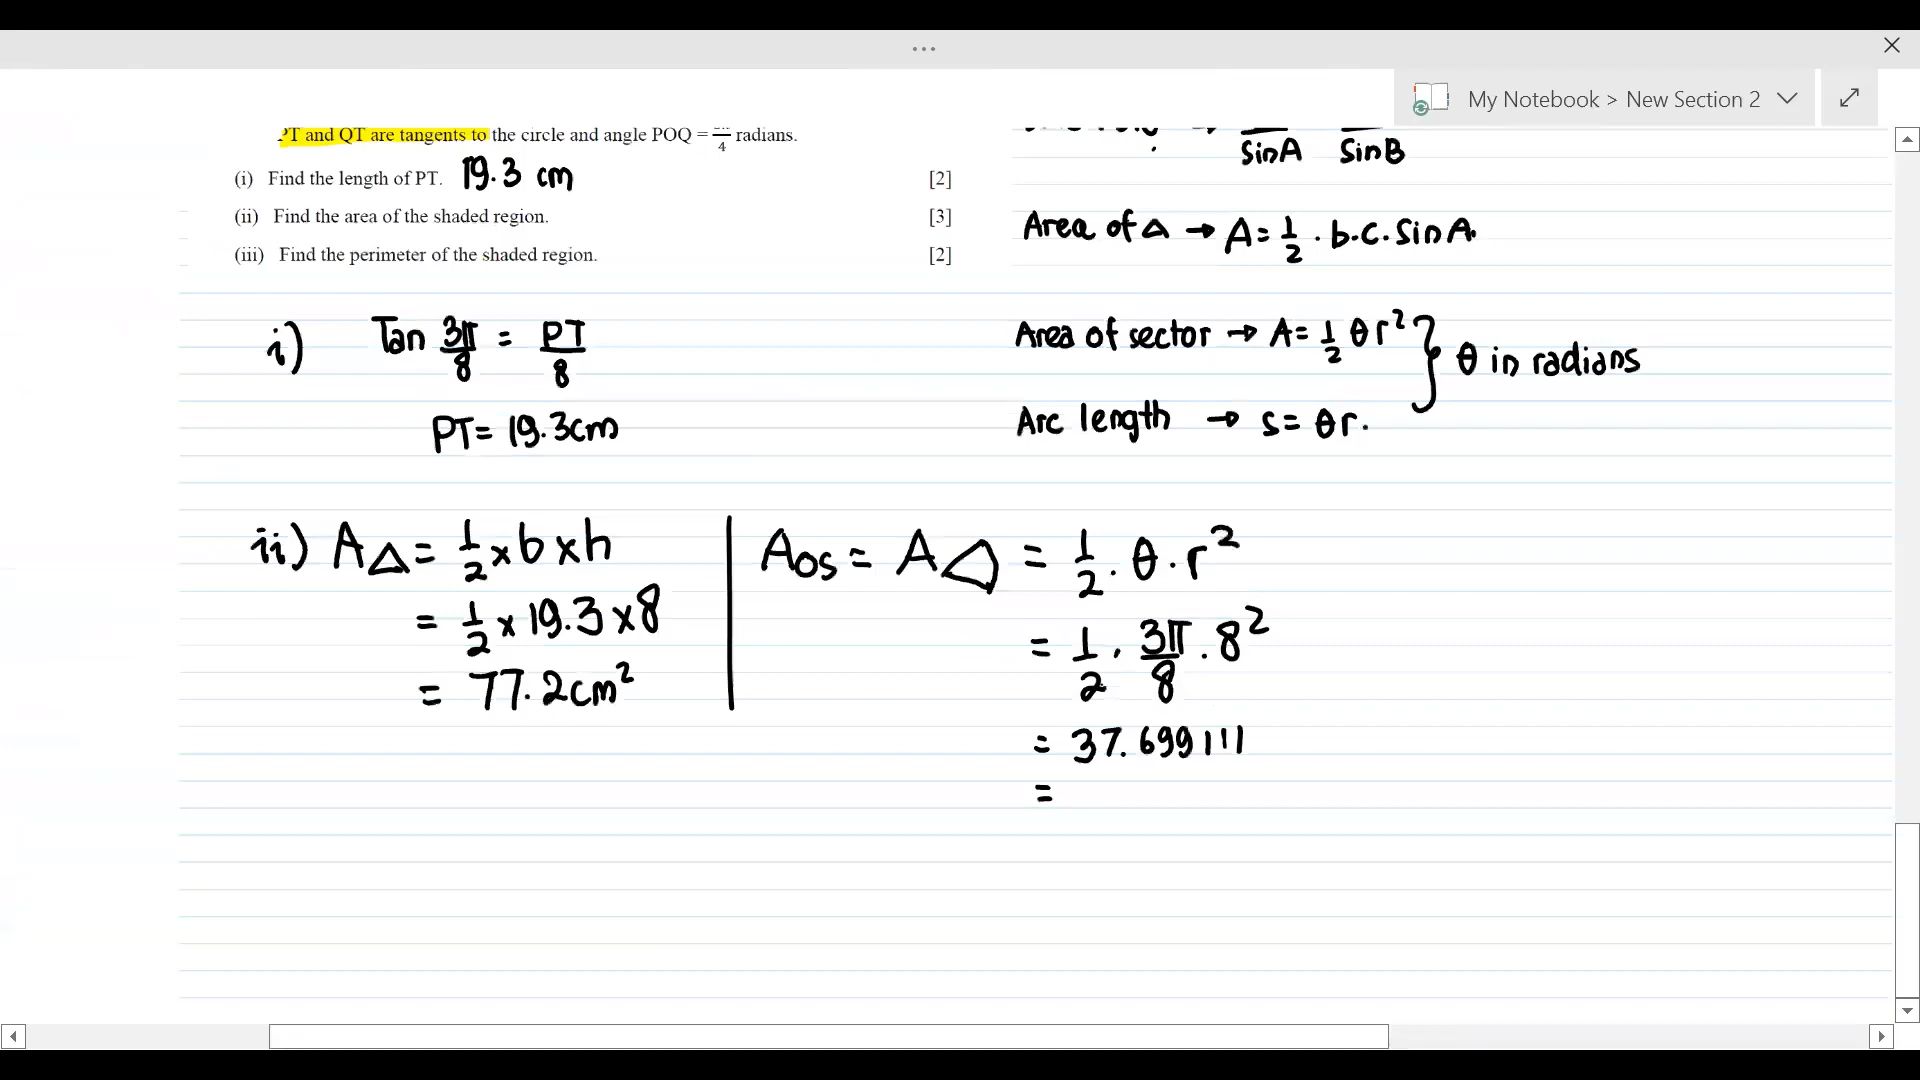 My Notebook > New Section 2
PT and QT are tangents to the circle and angle POQ = /4 radians.
(i) Find the length of PT. 19.3 cm [2]
(ii) Find the area of the shaded region. [3]
(iii) Find the perimeter of the shaded region. [2]
sinA sinB
Area of Δ → A = 1/2 . b.c. sin A.
Area of sector → A = 1/2 θ r²
θ in radians
Arc length → s = θr.
i) Tan 3π/8 = PT/8
PT = 19.3cm
ii) AΔ = 1/2 × b × h
= 1/2 × 19.3 × 8
= 77.2cm²
AOS = A = 1/2 . θ . r²
= 1/2 . 3π/8 . 8²
= 37.699111
=